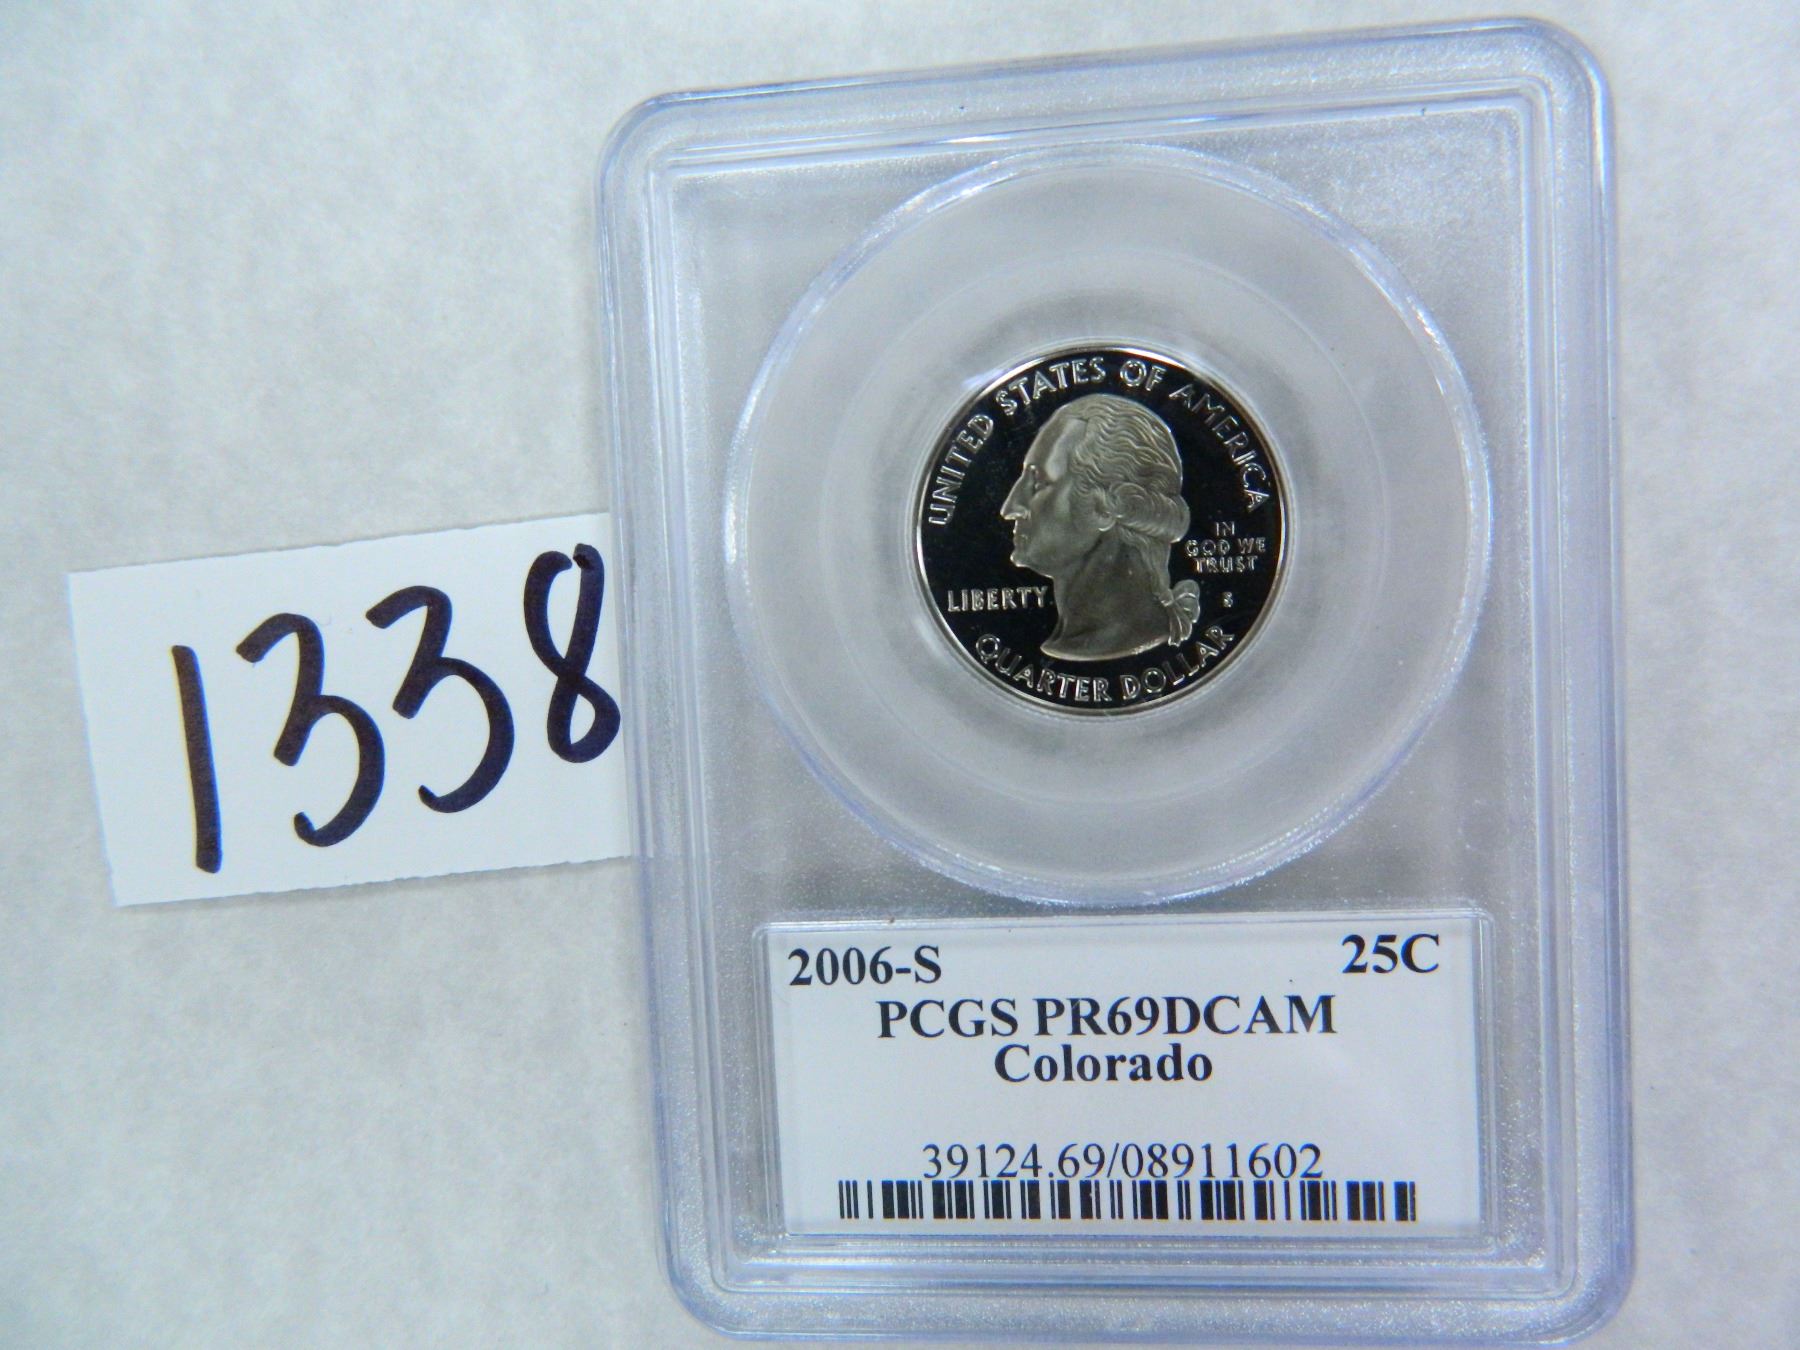 1338
UNITED STATES OF AMERICA
IN
GOD WE
TRUST
LIBERTY
S
QUARTER DOLLAR
2006-S 25C
PCGS PR69DCAM
Colorado
39124.69/08911602